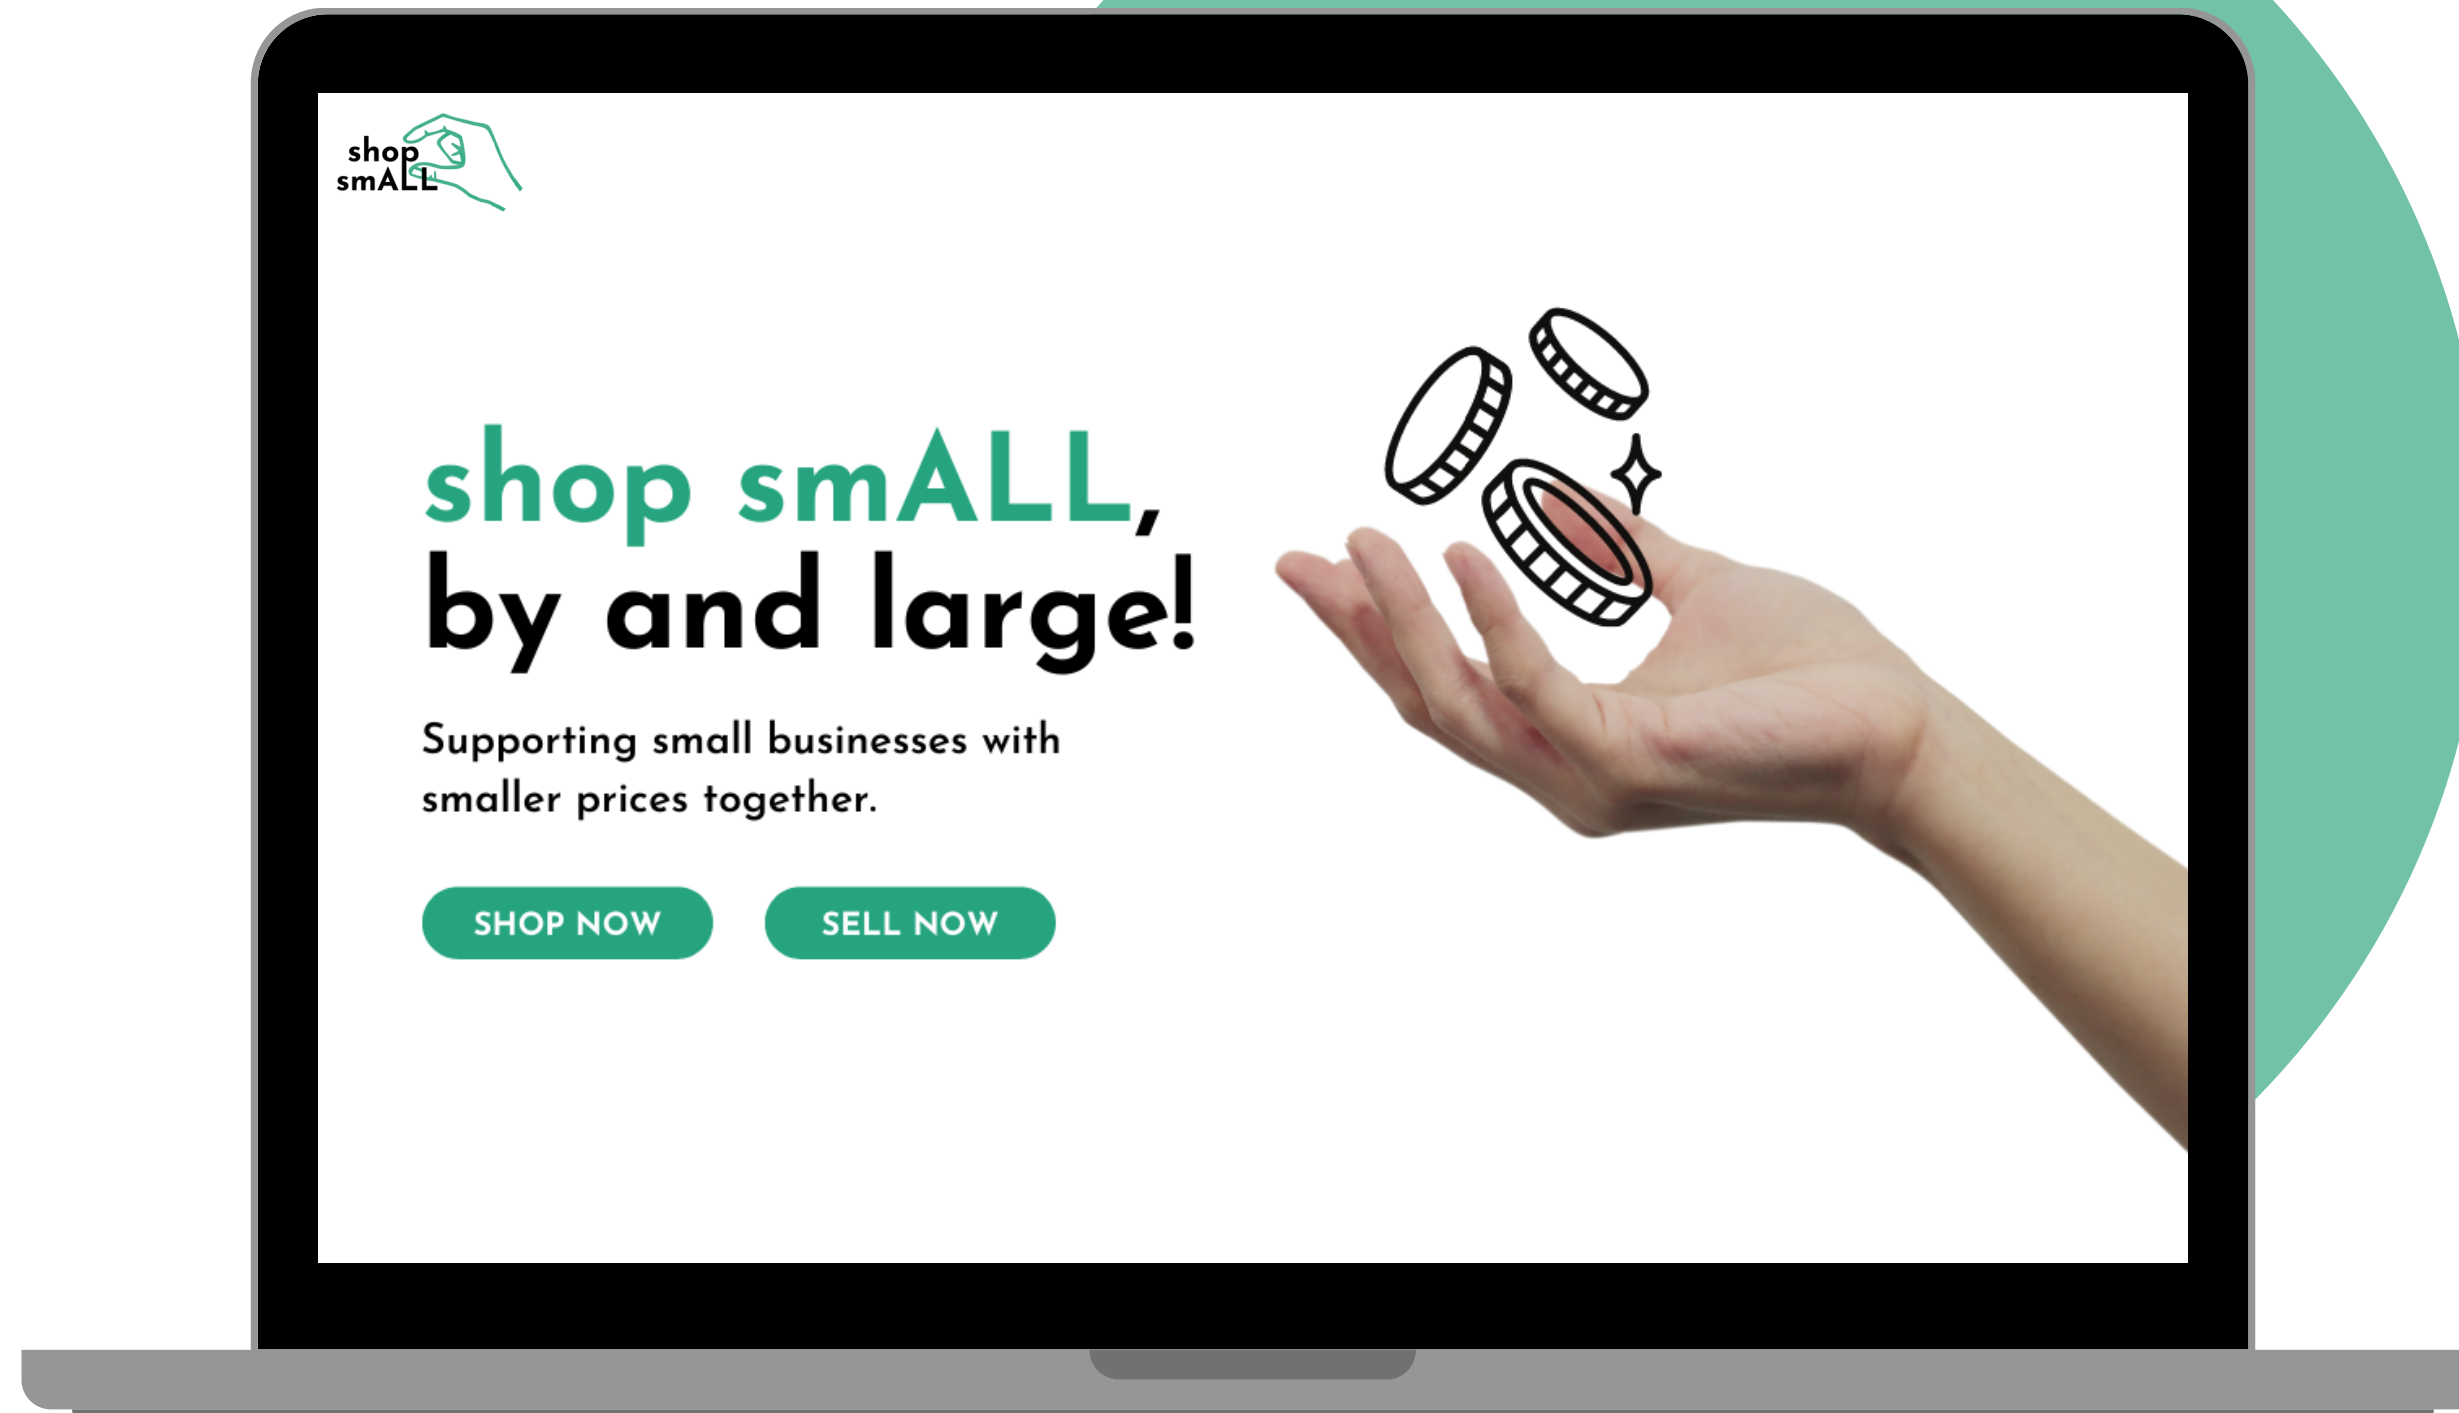 shop
smALL
shop smALL,
by and large!
Supporting small businesses with
smaller prices together.
SHOP NOW
SELL NOW